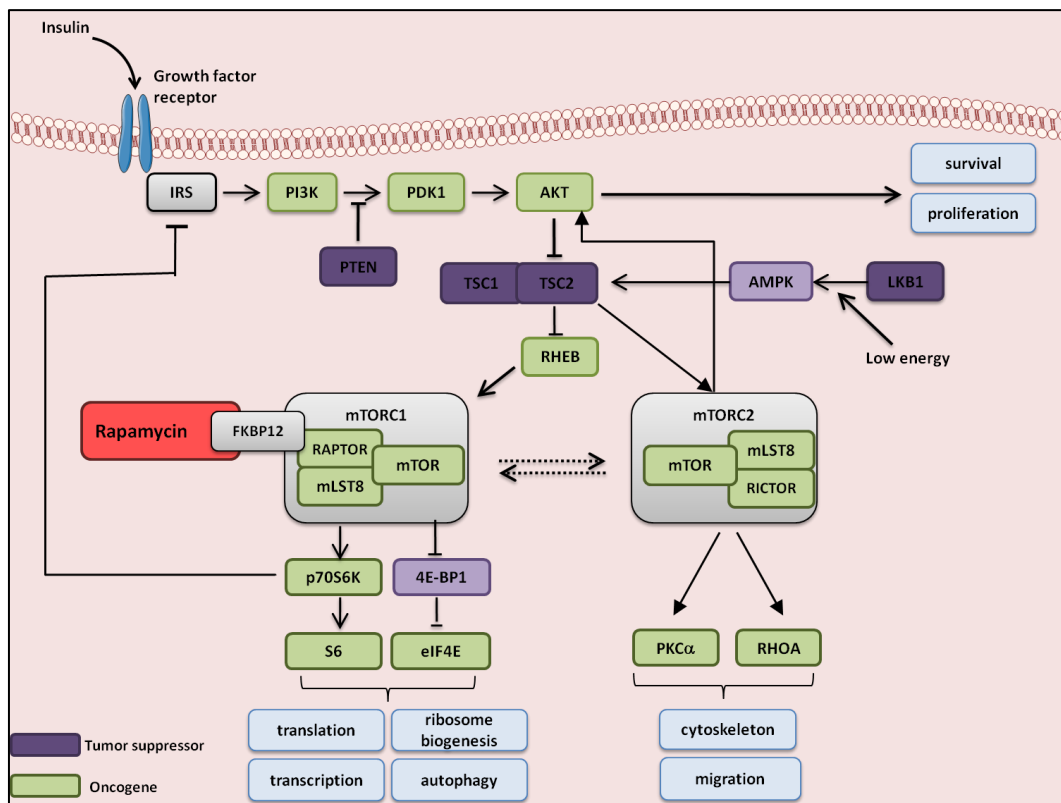 Insulin
Growth factor
receptor
IRS
PI3K
PDK1
AKT
survival
proliferation
PTEN
TSC1
TSC2
AMPK
LKB1
Low energy
RHEB
Rapamycin
FKBP12
mTORC1
RAPTOR
mLST8
mTOR
mTORC2
mTOR
mLST8
RICTOR
p70S6K
4E-BP1
S6
eIF4E
PKCα
RHOA
translation
ribosome
biogenesis
transcription
autophagy
cytoskeleton
migration
Tumor suppressor
Oncogene